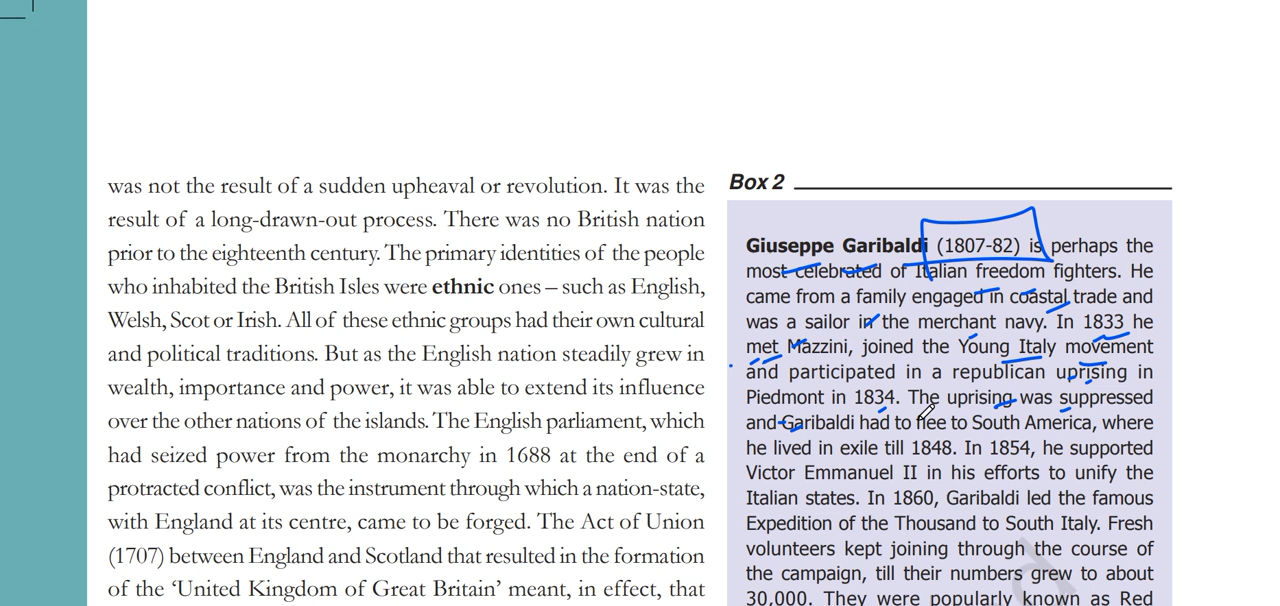 was not the result of a sudden upheaval or revolution. It was the
result of a long-drawn-out process. There was no British nation
prior to the eighteenth century. The primary identities of the people
who inhabited the British Isles were ethnic ones – such as English,
Welsh, Scot or Irish. All of these ethnic groups had their own cultural
and political traditions. But as the English nation steadily grew in
wealth, importance and power, it was able to extend its influence
over the other nations of the islands. The English parliament, which
had seized power from the monarchy in 1688 at the end of a
protracted conflict, was the instrument through which a nation-state,
with England at its centre, came to be forged. The Act of Union
(1707) between England and Scotland that resulted in the formation
of the ‘United Kingdom of Great Britain’ meant, in effect, that
Box 2
Giuseppe Garibaldi (1807-82) is perhaps the
most celebrated of Italian freedom fighters. He
came from a family engaged in coastal trade and
was a sailor in the merchant navy. In 1833 he
met Mazzini, joined the Young Italy movement
and participated in a republican uprising in
Piedmont in 1834. The uprising was suppressed
and Garibaldi had to flee to South America, where
he lived in exile till 1848. In 1854, he supported
Victor Emmanuel II in his efforts to unify the
Italian states. In 1860, Garibaldi led the famous
Expedition of the Thousand to South Italy. Fresh
volunteers kept joining through the course of
the campaign, till their numbers grew to about
30,000. They were popularly known as Red